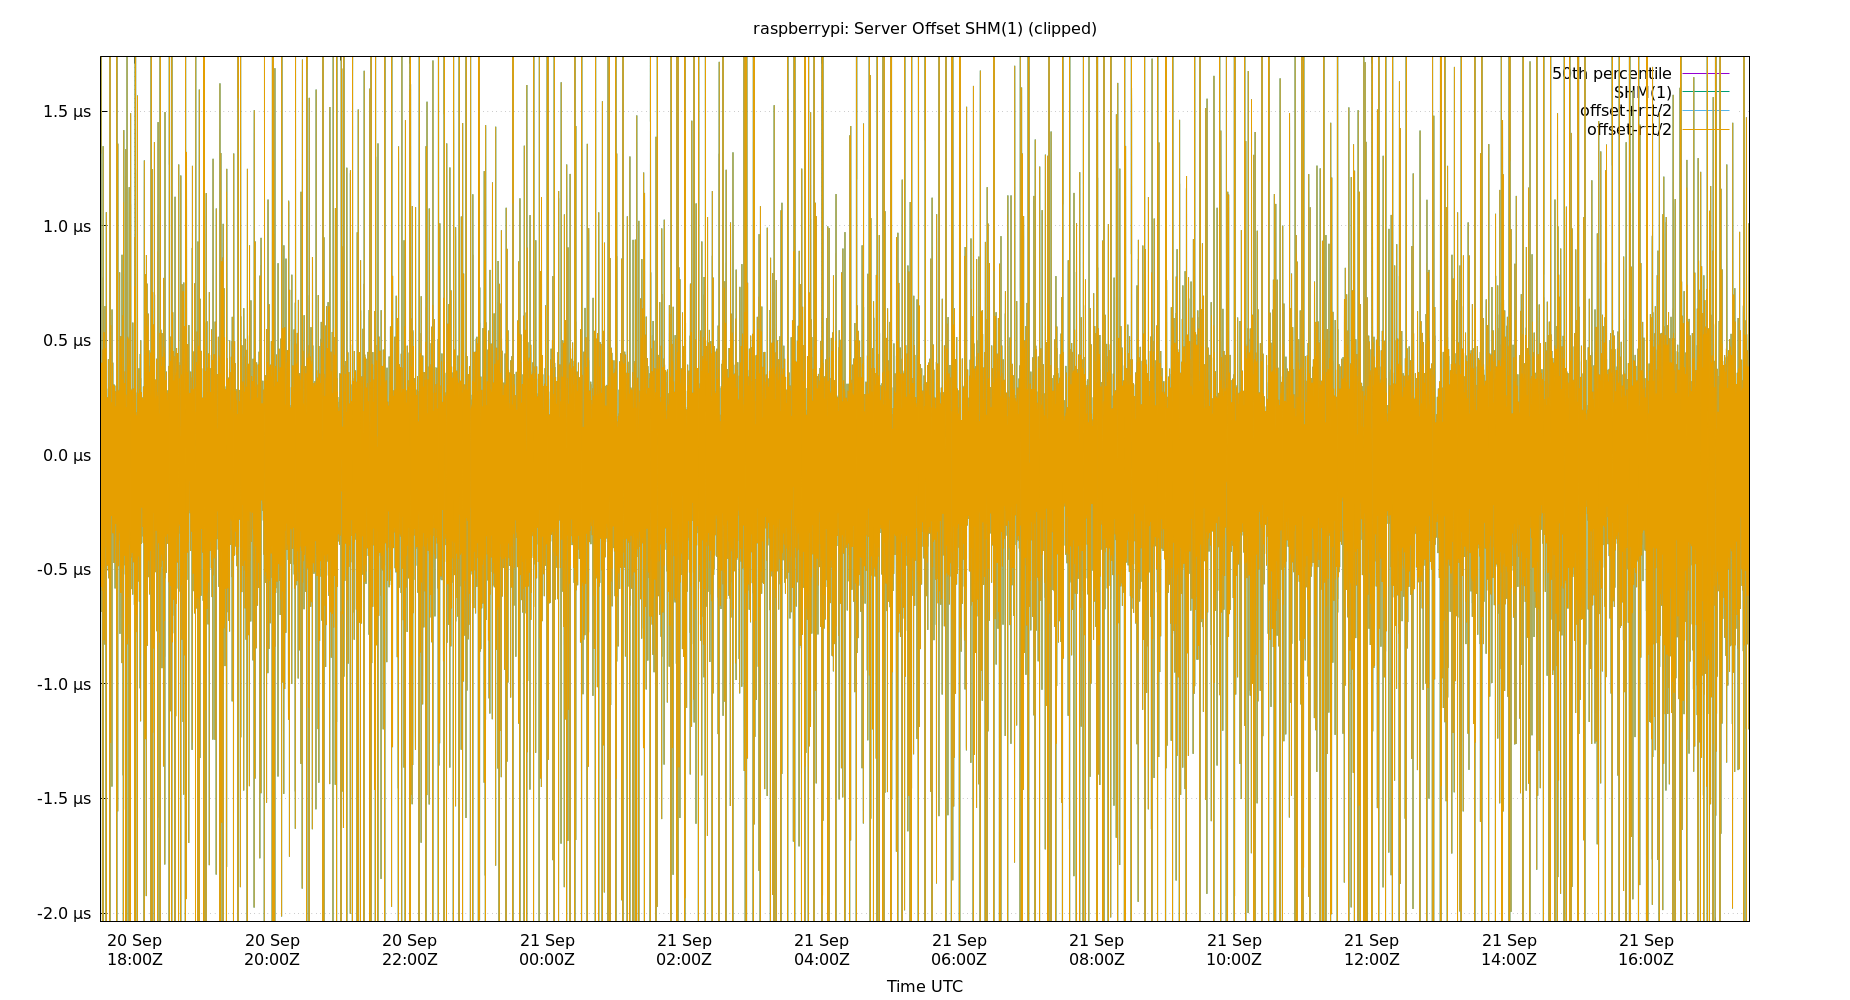 raspberrypi: Server Offset SHM(1) (clipped)
50th percentile
SHM(1)
offset+rtt/2
offset-rtt/2
1.5 µs
1.0 µs
0.5 µs
0.0 µs
-0.5 µs
-1.0 µs
-1.5 µs
-2.0 µs
20 Sep 20 Sep 20 Sep 21 Sep 21 Sep 21 Sep 21 Sep 21 Sep 21 Sep 21 Sep 21 Sep 21 Sep
18:00Z 20:00Z 22:00Z 00:00Z 02:00Z 04:00Z 06:00Z 08:00Z 10:00Z 12:00Z 14:00Z 16:00Z
Time UTC